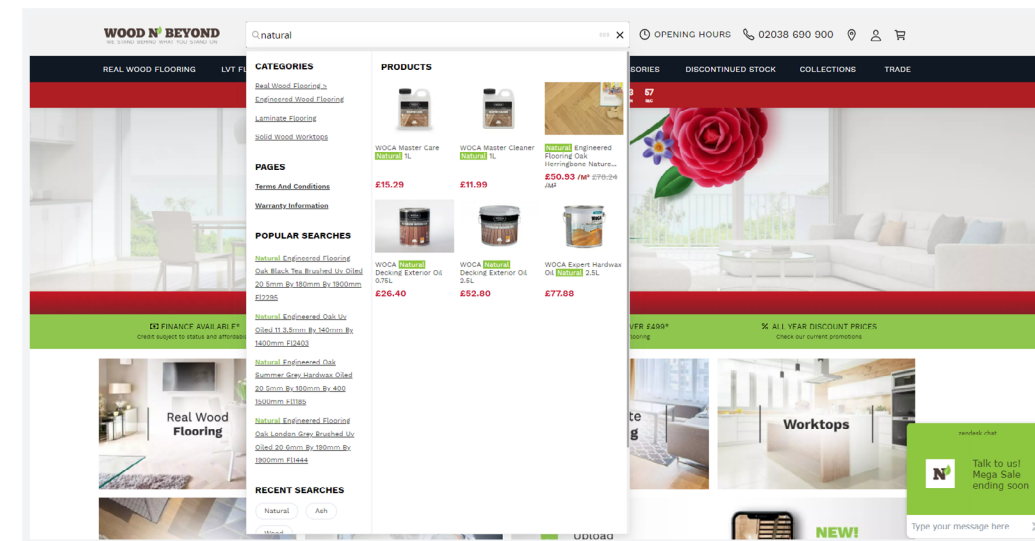 WOOD N' BEYOND
WE STAND BEHIND WHAT YOU STAND ON
natural
OPENING HOURS
02038 690 900
REAL WOOD FLOORING
LVT FL
SORIES
DISCONTINUED STOCK
COLLECTIONS
TRADE
57
CATEGORIES
Real Wood Flooring >
Engineered Wood Flooring
Laminate Flooring
Solid Wood Worktops
PAGES
Terms And Conditions
Warranty Information
POPULAR SEARCHES
Natural Engineered Flooring
Oak Black Tea Brushed Uv Oiled
20 5mm By 180mm By 1900mm
Fl2295
Natural Engineered Oak Uv
Oiled 11 3.5mm By 140mm By
1400mm Fl2403
Natural Engineered Oak
Summer Grey Hardwax Oiled
20 5mm By 180mm By 400
1500mm Fl1185
Natural Engineered Flooring
Oak London Grey Brushed Uv
Oiled 20 6mm By 190mm By
1900mm Fl1444
RECENT SEARCHES
Natural
Ash
Wood
PRODUCTS
WOCA Master Care
Natural 1L
£15.29
WOCA Master Cleaner
Natural 1L
£11.99
Natural Engineered
Flooring Oak
Herringbone Nature...
£50.93 /M² £78.24
/M²
WOCA Natural
Decking Exterior Oil
0.75L
£26.40
WOCA Natural
Decking Exterior Oil
2.5L
£52.80
WOCA Expert Hardwax
Oil Natural 2.5L
£77.88
FINANCE AVAILABLE*
Credit subject to status and affordabi
VER £499*
looring
% ALL YEAR DISCOUNT PRICES
Check our current promotions
Real Wood
Flooring
te
g
Worktops
Upload
NEW!
zendesk chat
Talk to us!
Mega Sale
ending soon
Type your message here